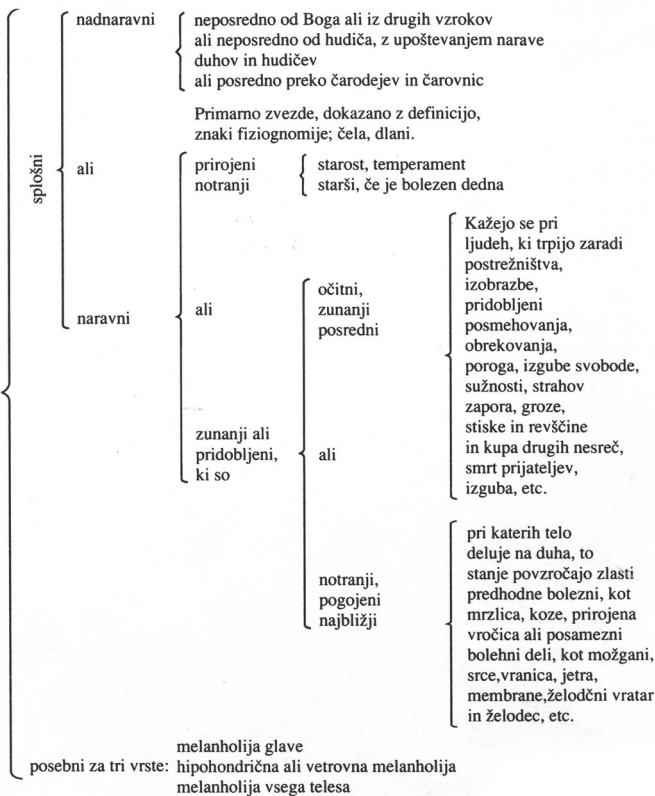 nadnaravni
neposredno od Boga ali iz drugih vzrokov
ali neposredno od hudiča, z upoštevanjem narave
duhov in hudičev
ali posredno preko čarodejev in čarovnic
Primarno zvezde, dokazano z definicijo,
znaki fiziognomije; čela, dlani.
splošni
ali
prirojeni
notranji
starost, temperament
starši, če je bolezen dedna
naravni
ali
zunanji ali
pridobljeni,
ki so
očitni,
zunanji
posredni
Kažejo se pri
ljudeh, ki trpijo zaradi
postrežništva,
izobrazbe,
pridobljeni
posmehovanja,
obrekovanja,
poroga, izgube svobode,
sužnosti, strahov
zapora, groze,
stiske in revščine
in kupa drugih nesreč,
smrt prijateljev,
izguba, etc.
ali
notranji,
pogojeni
najbližji
pri katerih telo
deluje na duha, to
stanje povzročajo zlasti
predhodne bolezni, kot
mrzlica, koze, prirojena
vročica ali posamezni
bolehni deli, kot možgani,
srce,vranica, jetra,
membrane,želodčni vratar
in želodec, etc.
posebni za tri vrste:
melanholija glave
hipohondrična ali vetrovna melanholija
melanholija vsega telesa